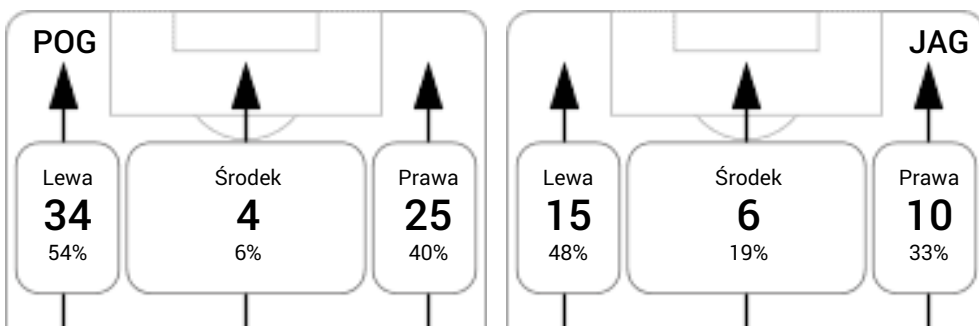 POG
Lewa
34
54%
Środek
4
6%
Prawa
25
40%
JAG
Lewa
15
48%
Środek
6
19%
Prawa
10
33%